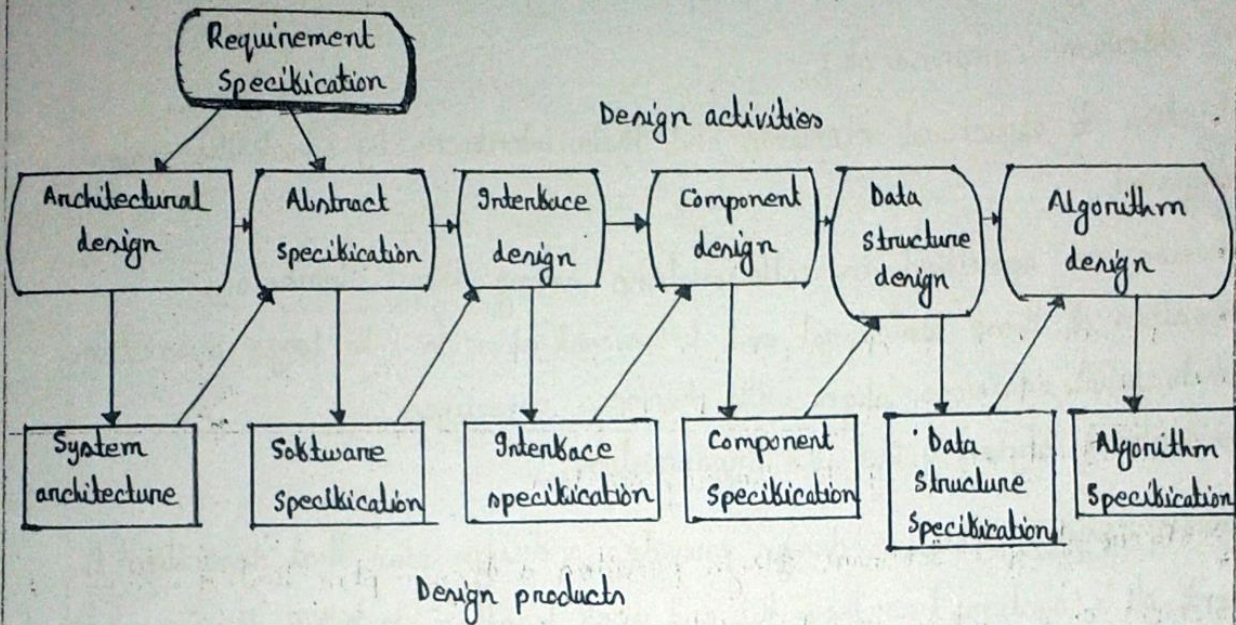 Requirement
Specification
Design activities
Architectural
design
Abstract
specification
Interface
design
Component
design
Data
structure
design
Algorithm
design
System
architecture
Software
specification
Interface
specification
Component
specification
Data
structure
specification
Algorithm
specification
Design products